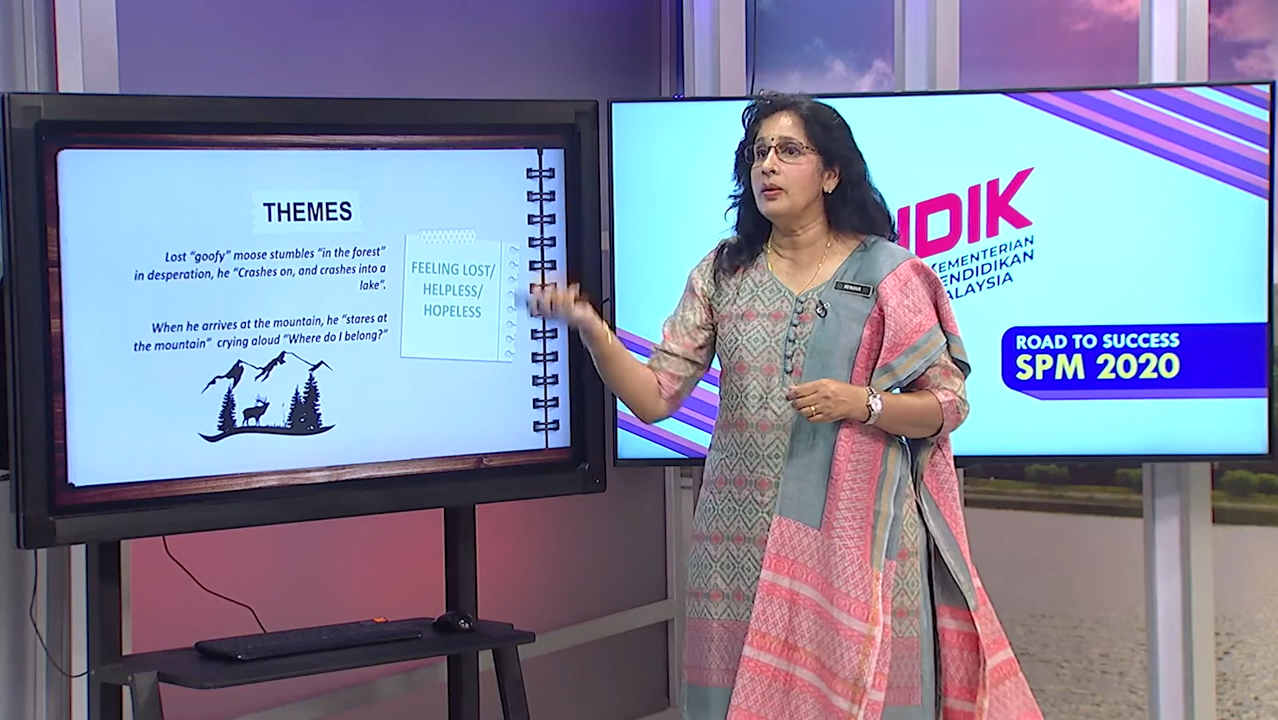 THEMES
Lost “goofy” moose stumbles “in the forest”
in desperation, he “Crashes on, and crashes into a
lake”.
When he arrives at the mountain, he “stares at
the mountain” crying aloud “Where do I belong?”
FEELING LOST/
HELPLESS/
HOPELESS
IDIK
KEMENTERIAN
ENDIDIKAN
ALAYSIA
ROAD TO SUCCESS
SPM 2020